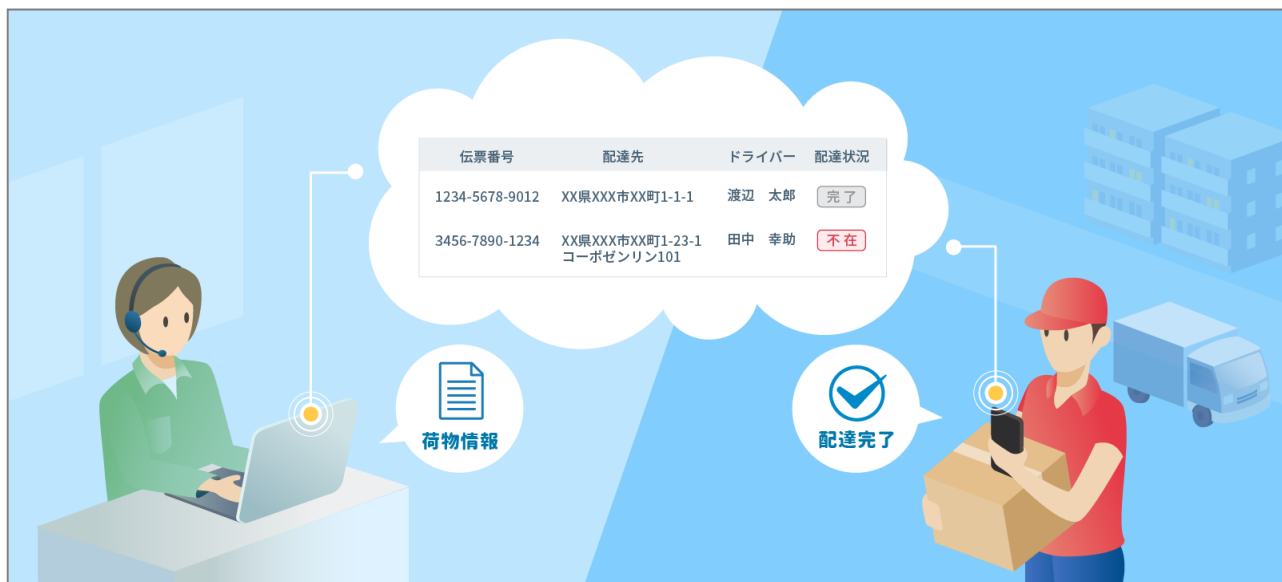 伝票番号 配達先 ドライバー 配達状況
1234-5678-9012 XX県XXX市XX町1-1-1 渡辺　太郎 完了
3456-7890-1234 XX県XXX市XX町1-23-1 田中　幸助 不在
コーポゼンリン101
荷物情報
配達完了